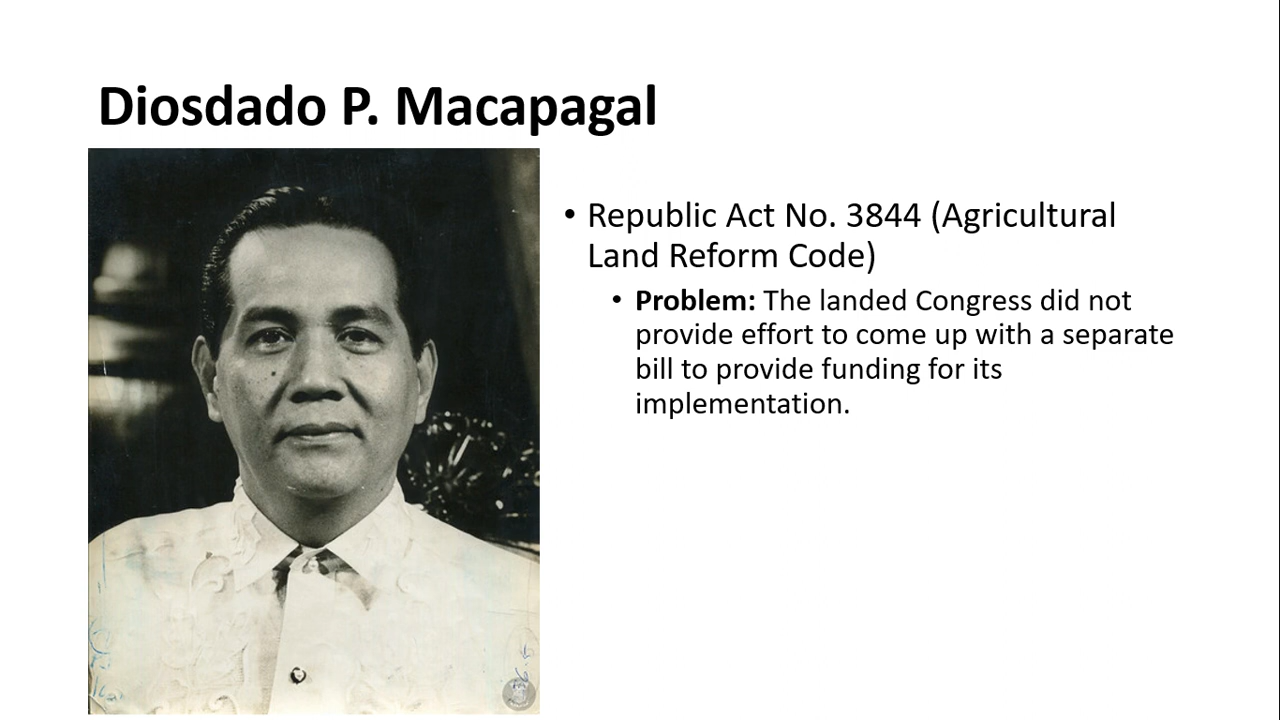 Diosdado P. Macapagal
• Republic Act No. 3844 (Agricultural
Land Reform Code)
• Problem: The landed Congress did not
provide effort to come up with a separate
bill to provide funding for its
implementation.